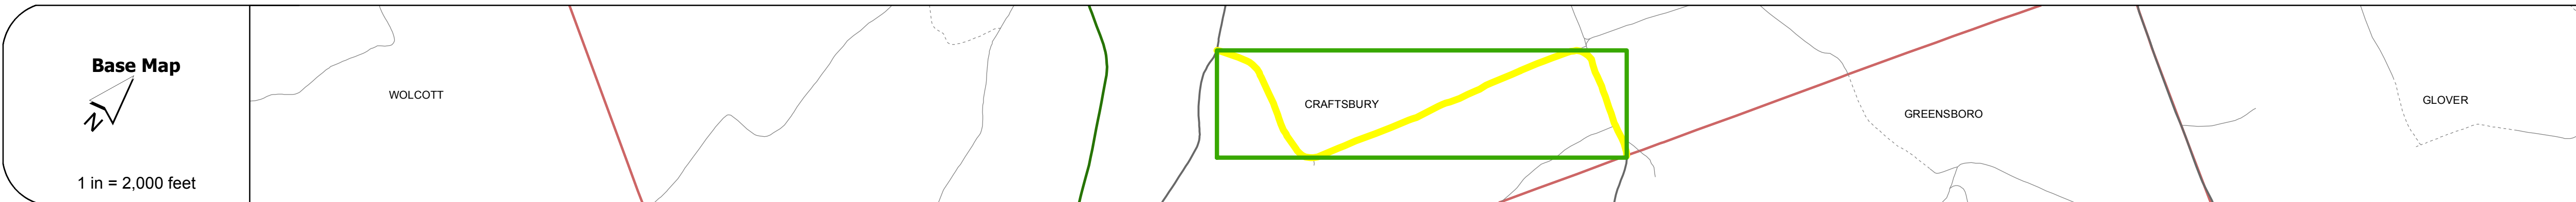 Base Map
N
1 in = 2,000 feet
WOLCOTT
CRAFTSBURY
GREENSBORO
GLOVER